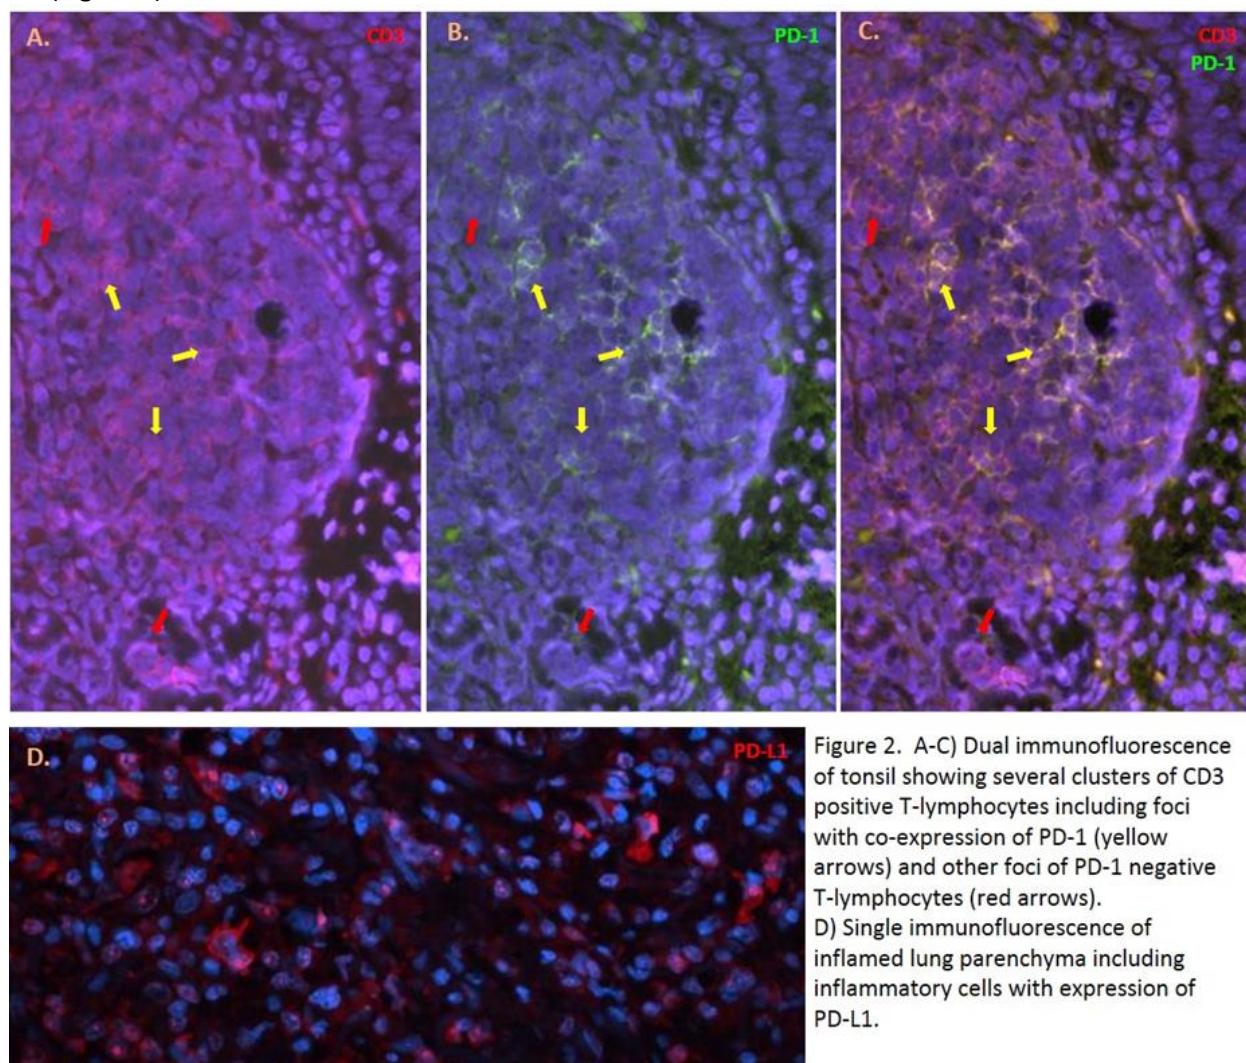 A.
CD3
B.
PD-1
C.
CD3
PD-1
D.
PD-L1
Figure 2. A-C) Dual immunofluorescence
of tonsil showing several clusters of CD3
positive T-lymphocytes including foci
with co-expression of PD-1 (yellow
arrows) and other foci of PD-1 negative
T-lymphocytes (red arrows).
D) Single immunofluorescence of
inflamed lung parenchyma including
inflammatory cells with expression of
PD-L1.